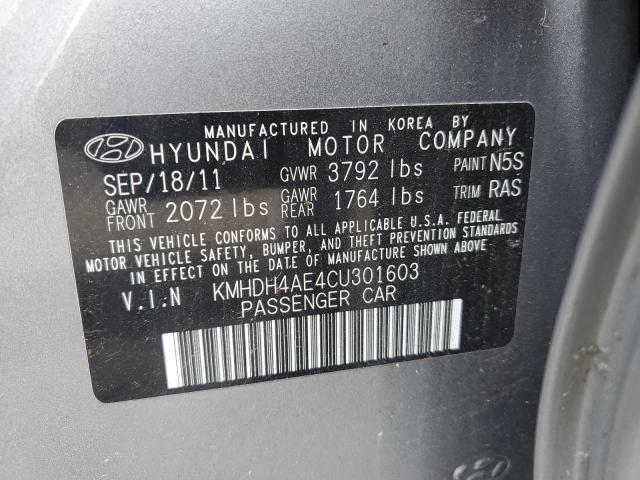 MANUFACTURED IN KOREA BY
HYUNDAI MOTOR COMPANY
SEP/18/11 GVWR 3792 lbs PAINT N5S
GAWR FRONT 2072 lbs GAWR REAR 1764 lbs TRIM RAS
THIS VEHICLE CONFORMS TO ALL APPLICABLE U.S.A. FEDERAL
MOTOR VEHICLE SAFETY, BUMPER, AND THEFT PREVENTION STANDARDS
IN EFFECT ON THE DATE OF MANUFACTURE SHOWN ABOVE.
V.I.N KMHDH4AE4CU301603
PASSENGER CAR